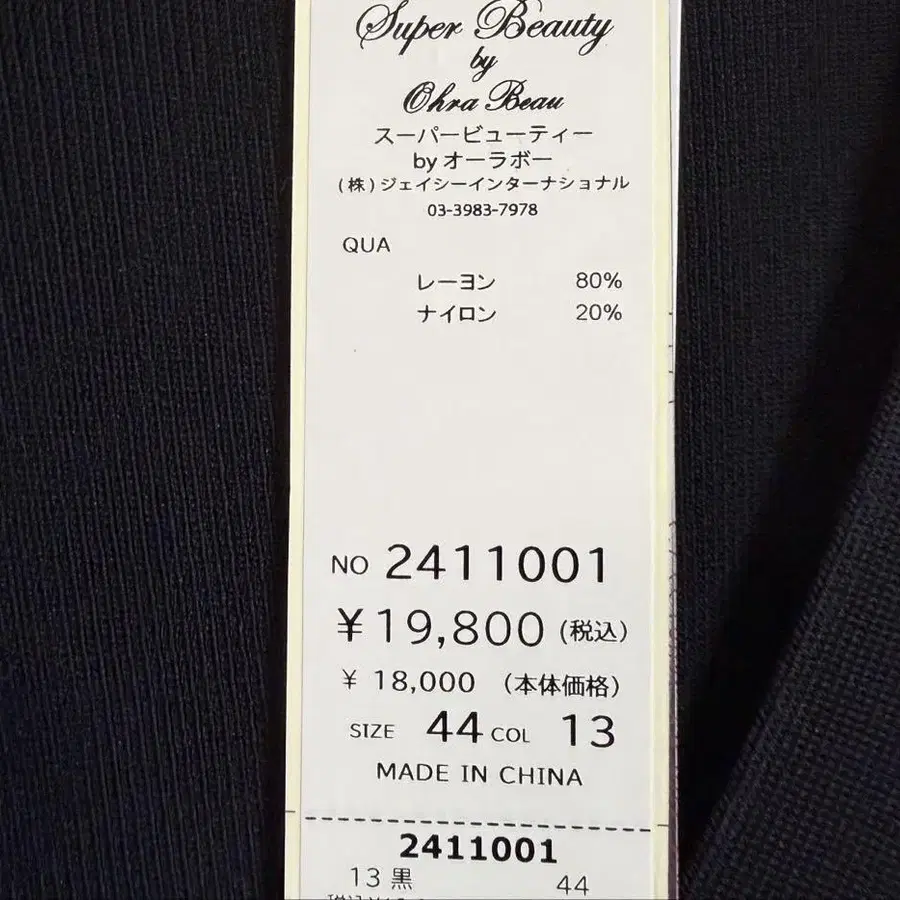 Super Beauty
by
Ohra Beau
スーパービューティー
by オーラボー
(株)ジェイシーインターナショナル
03-3983-7978
QUA
レーヨン 80%
ナイロン 20%
NO 2411001
¥19,800 (税込)
¥ 18,000 (本体価格)
SIZE 44 COL 13
MADE IN CHINA
2411001
13 黒 44